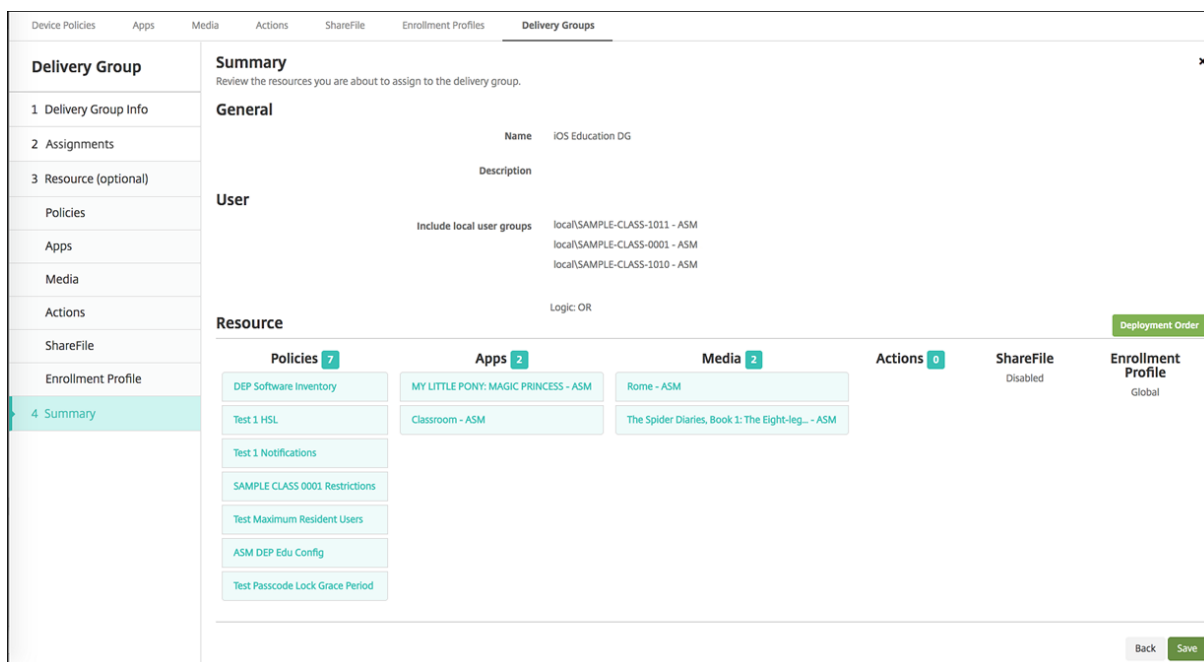 Device Policies Apps Media Actions ShareFile Enrollment Profiles Delivery Groups
Delivery Group
1 Delivery Group Info
2 Assignments
3 Resource (optional)
Policies
Apps
Media
Actions
ShareFile
Enrollment Profile
4 Summary
Summary
Review the resources you are about to assign to the delivery group.
General
Name iOS Education DG
Description
User
Include local user groups local\SAMPLE-CLASS-1011 - ASM
local\SAMPLE-CLASS-0001 - ASM
local\SAMPLE-CLASS-1010 - ASM
Logic: OR
Resource
Deployment Order
Policies 7
DEP Software Inventory
Test 1 HSL
Test 1 Notifications
SAMPLE CLASS 0001 Restrictions
Test Maximum Resident Users
ASM DEP Edu Config
Test Passcode Lock Grace Period
Apps 2
MY LITTLE PONY: MAGIC PRINCESS - ASM
Classroom - ASM
Media 2
Rome - ASM
The Spider Diaries, Book 1: The Eight-leg... - ASM
Actions 0
ShareFile
Disabled
Enrollment
Profile
Global
Back Save